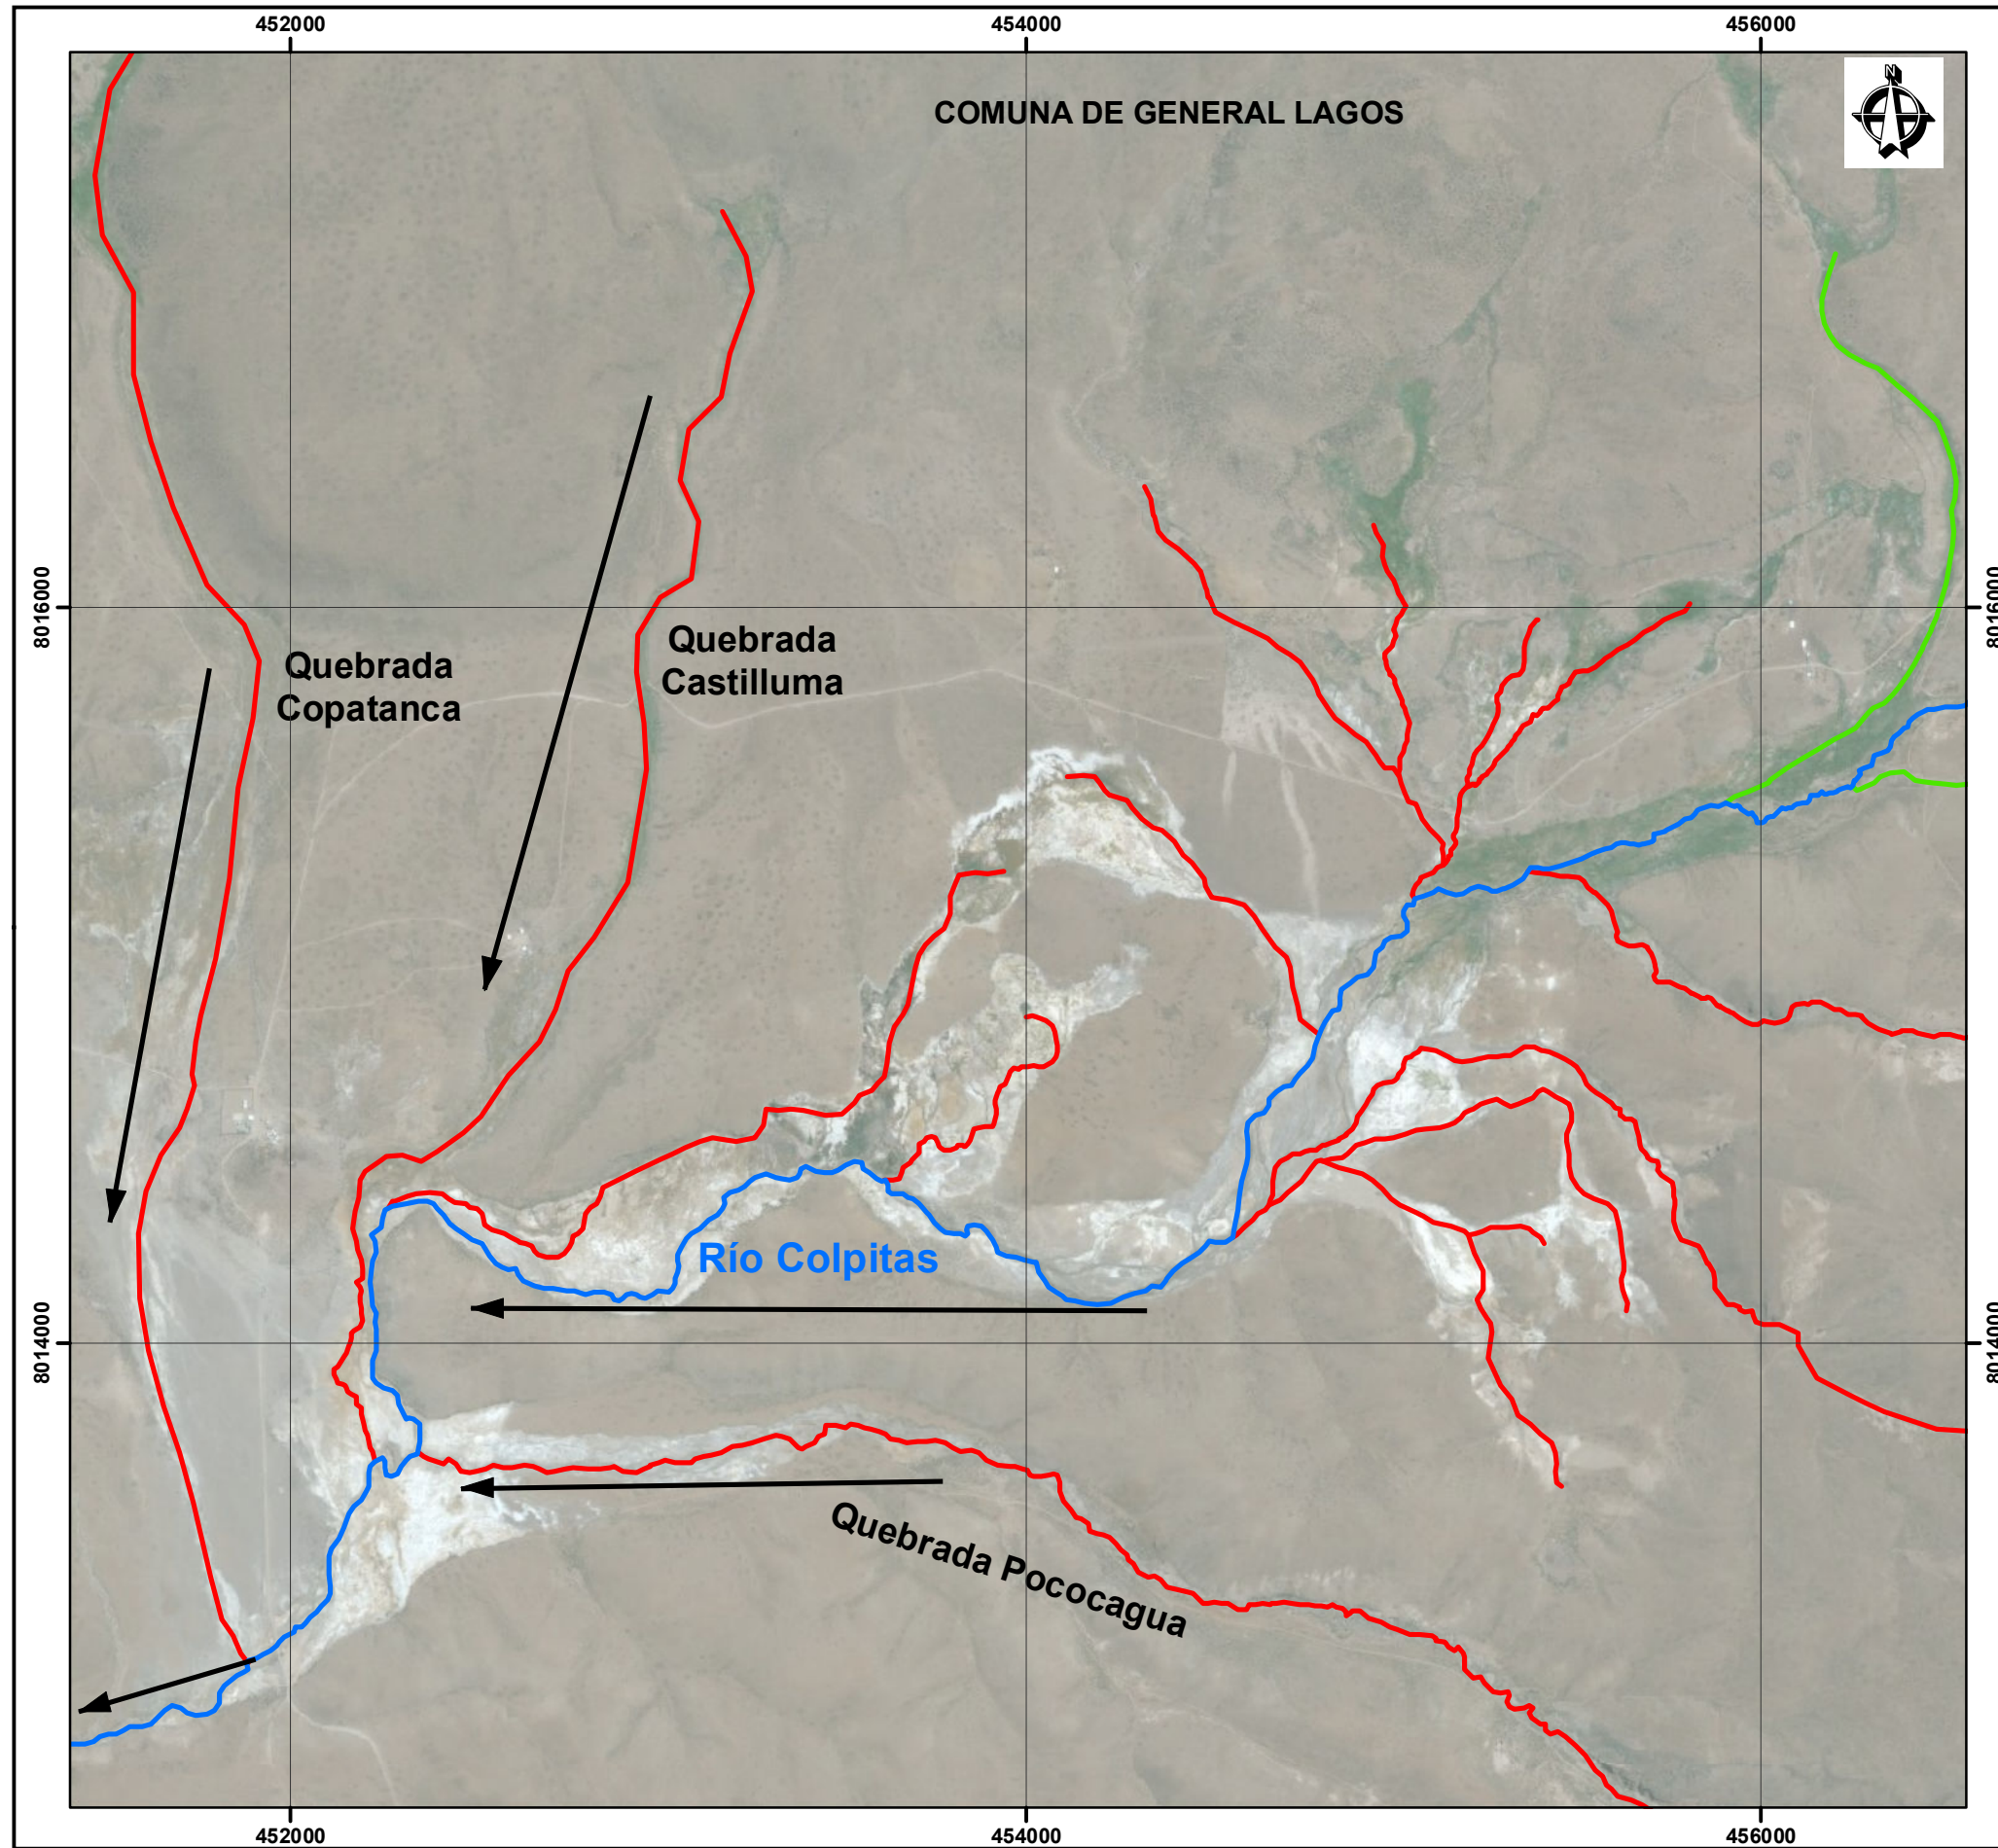 452000
454000
456000
N
COMUNA DE GENERAL LAGOS
8016000
8016000
Quebrada
Copatanca
Quebrada
Castilluma
Río Colpitas
8014000
8014000
Quebrada Pococagua
452000
454000
456000